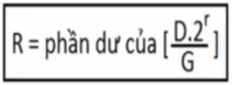 R = phần dư của [D.2^r / G]